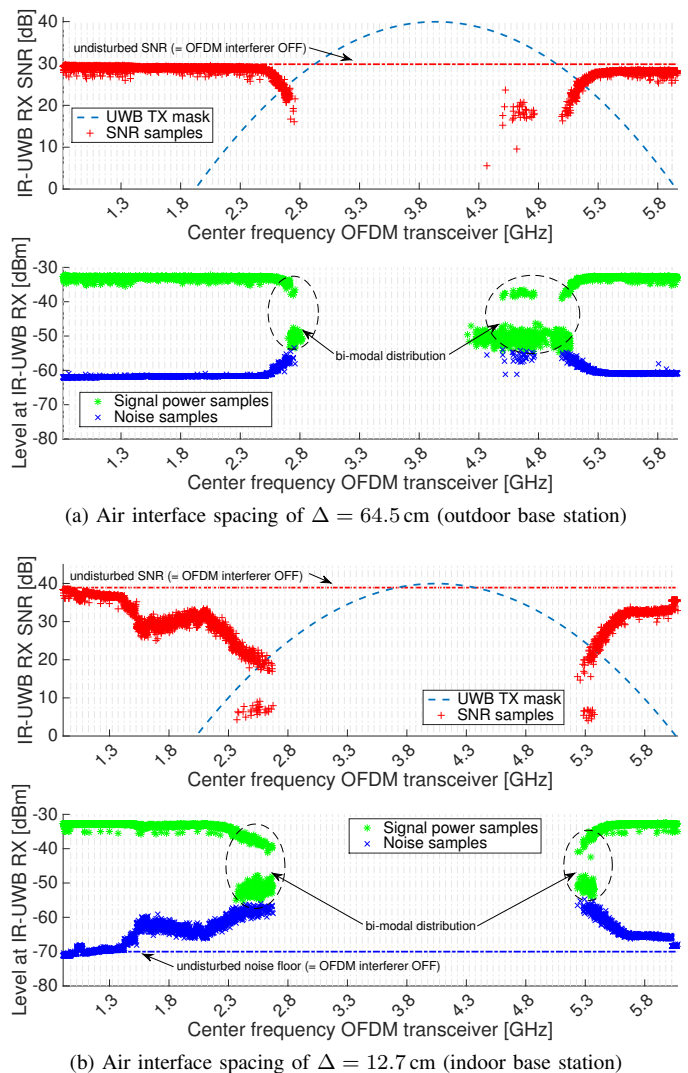 undisturbed SNR (= OFDM interferer OFF)
IR-UWB RX SNR [dB]
40
30
20
10
0
UWB TX mask
SNR samples
1.3
1.8
2.3
2.8
3.3
3.8
4.3
4.8
5.3
5.8
Center frequency OFDM transceiver [GHz]
Level at IR-UWB RX [dBm]
-30
-40
-50
-60
-70
-80
bi-modal distribution
Signal power samples
Noise samples
1.3
1.8
2.3
2.8
3.3
3.8
4.3
4.8
5.3
5.8
Center frequency OFDM transceiver [GHz]
(a) Air interface spacing of Δ = 64.5 cm (outdoor base station)
undisturbed SNR (= OFDM interferer OFF)
IR-UWB RX SNR [dB]
50
40
30
20
10
0
UWB TX mask
SNR samples
1.3
1.8
2.3
2.8
3.3
3.8
4.3
4.8
5.3
5.8
Center frequency OFDM transceiver [GHz]
Level at IR-UWB RX [dBm]
-30
-40
-50
-60
-70
-80
Signal power samples
Noise samples
bi-modal distribution
undisturbed noise floor (= OFDM interferer OFF)
1.3
1.8
2.3
2.8
3.3
3.8
4.3
4.8
5.3
5.8
Center frequency OFDM transceiver [GHz]
(b) Air interface spacing of Δ = 12.7 cm (indoor base station)